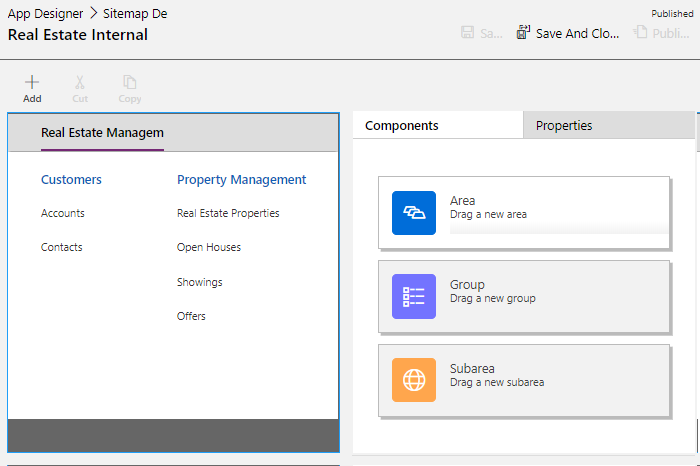 App Designer > Sitemap De
Published
Real Estate Internal
Sa...
Save And Clo...
Publi...
Add
Cut
Copy
Real Estate Managem
Customers
Property Management
Accounts
Real Estate Properties
Contacts
Open Houses
Showings
Offers
Components
Properties
Area
Drag a new area
Group
Drag a new group
Subarea
Drag a new subarea